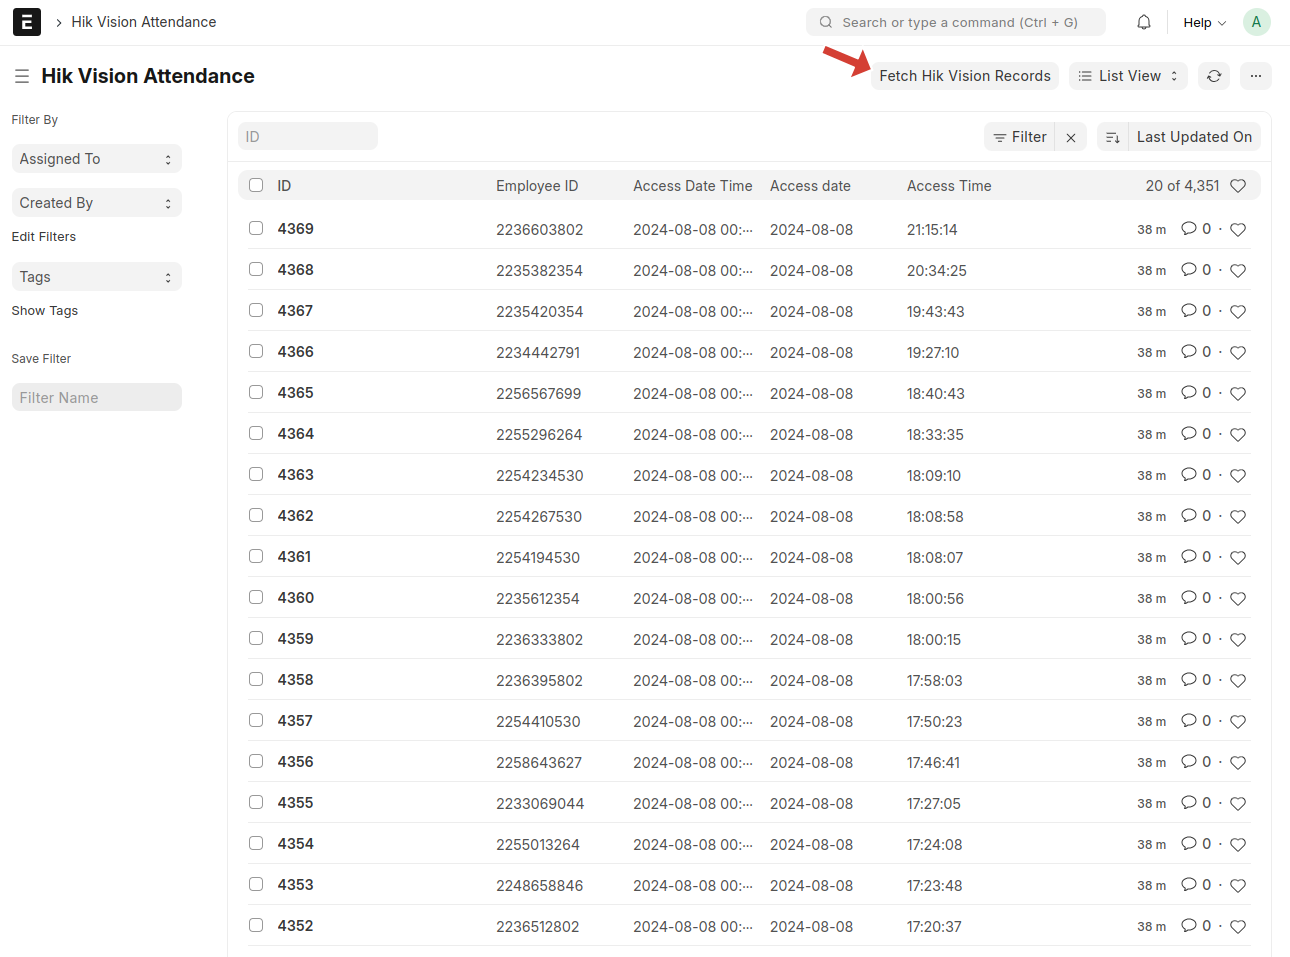 E
Hik Vision Attendance
Search or type a command (Ctrl + G)
Help
A
Hik Vision Attendance
Fetch Hik Vision Records
List View
Filter By
Assigned To
Created By
Edit Filters
Tags
Show Tags
Save Filter
Filter Name
ID
Filter
Last Updated On
ID Employee ID Access Date Time Access date Access Time 20 of 4,351
4369 2236603802 2024-08-08 00:... 2024-08-08 21:15:14 38 m 0 ·
4368 2235382354 2024-08-08 00:... 2024-08-08 20:34:25 38 m 0 ·
4367 2235420354 2024-08-08 00:... 2024-08-08 19:43:43 38 m 0 ·
4366 2234442791 2024-08-08 00:... 2024-08-08 19:27:10 38 m 0 ·
4365 2256567699 2024-08-08 00:... 2024-08-08 18:40:43 38 m 0 ·
4364 2255296264 2024-08-08 00:... 2024-08-08 18:33:35 38 m 0 ·
4363 2254234530 2024-08-08 00:... 2024-08-08 18:09:10 38 m 0 ·
4362 2254267530 2024-08-08 00:... 2024-08-08 18:08:58 38 m 0 ·
4361 2254194530 2024-08-08 00:... 2024-08-08 18:08:07 38 m 0 ·
4360 2235612354 2024-08-08 00:... 2024-08-08 18:00:56 38 m 0 ·
4359 2236333802 2024-08-08 00:... 2024-08-08 18:00:15 38 m 0 ·
4358 2236395802 2024-08-08 00:... 2024-08-08 17:58:03 38 m 0 ·
4357 2254410530 2024-08-08 00:... 2024-08-08 17:50:23 38 m 0 ·
4356 2258643627 2024-08-08 00:... 2024-08-08 17:46:41 38 m 0 ·
4355 2233069044 2024-08-08 00:... 2024-08-08 17:27:05 38 m 0 ·
4354 2255013264 2024-08-08 00:... 2024-08-08 17:24:08 38 m 0 ·
4353 2248658846 2024-08-08 00:... 2024-08-08 17:23:48 38 m 0 ·
4352 2236512802 2024-08-08 00:... 2024-08-08 17:20:37 38 m 0 ·